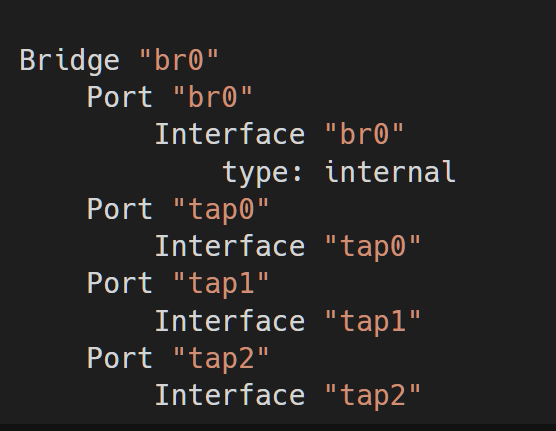 Bridge "br0"
Port "br0"
Interface "br0"
type: internal
Port "tap0"
Interface "tap0"
Port "tap1"
Interface "tap1"
Port "tap2"
Interface "tap2"